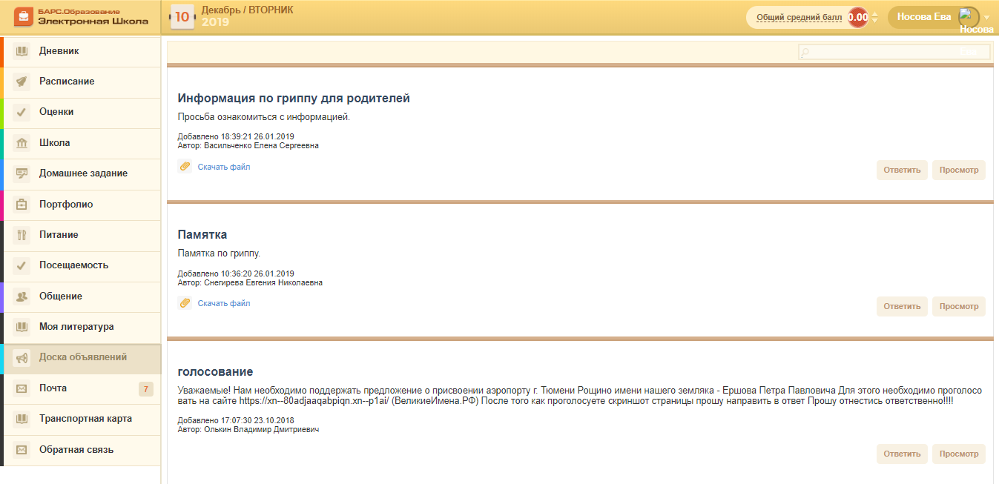 БАРС.Образование
Электронная Школа
10
Декабрь / ВТОРНИК
2019
Общий средний балл 0.00
Носова Ева
Носова
Дневник
Расписание
Оценки
Школа
Домашнее задание
Портфолио
Питание
Посещаемость
Общение
Моя литература
Доска объявлений
Почта 7
Транспортная карта
Обратная связь
Информация по гриппу для родителей
Просьба ознакомиться с информацией.
Добавлено 18:39:21 26.01.2019
Автор: Васильченко Елена Сергеевна
Скачать файл
Ответить Просмотр
Памятка
Памятка по гриппу.
Добавлено 10:36:20 26.01.2019
Автор: Снегирева Евгения Николаевна
Скачать файл
Ответить Просмотр
голосование
Уважаемые! Нам необходимо поддержать предложение о присвоении аэропорту г. Тюмени Рощино имени нашего земляка - Ершова Петра Павловича Для этого необходимо проголосо
вать на сайте https://xn--80adjaaqabpiqn.xn--p1ai/ (ВеликиеИмена.РФ) После того как проголосуете скриншот страницы прошу направить в ответ Прошу отнестись ответственно!!!!
Добавлено 17:07:30 23.10.2018
Автор: Олькин Владимир Дмитриевич
Ответить Просмотр